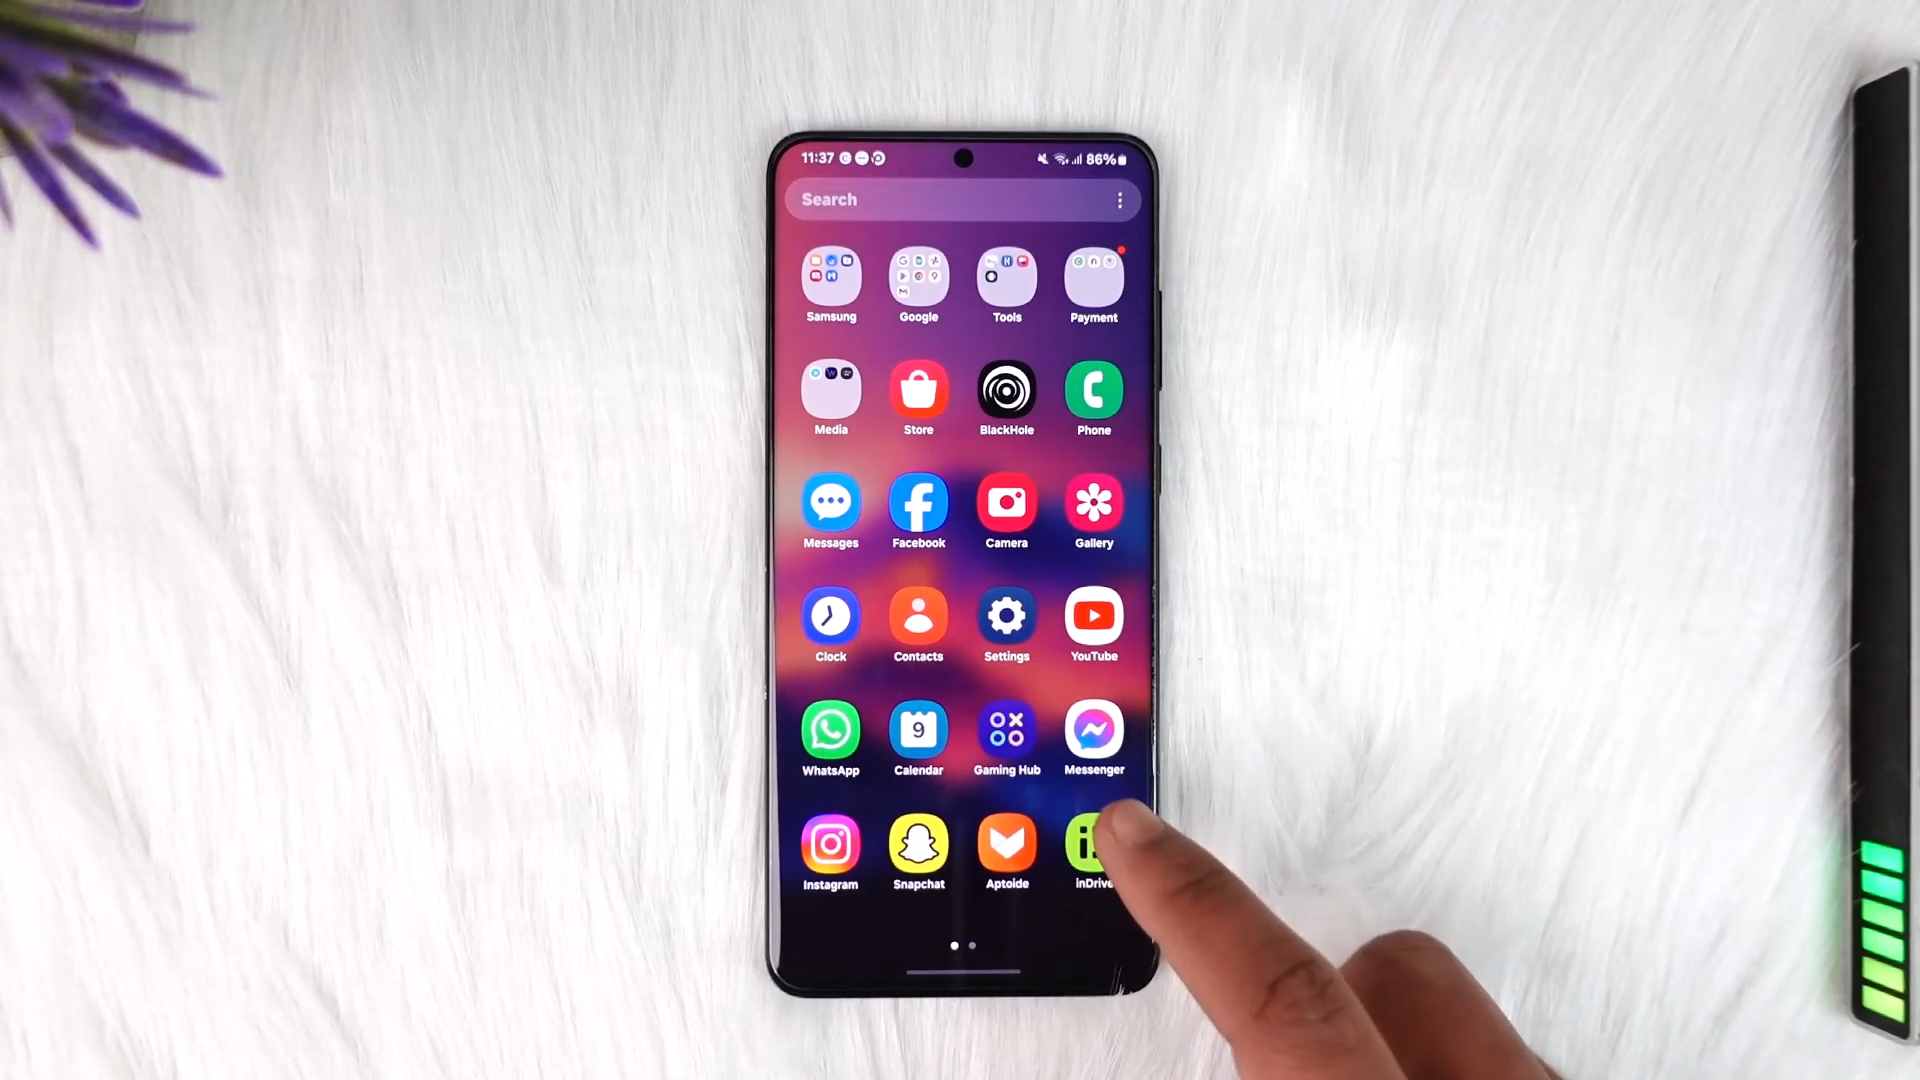 11:37 86%
Search
Samsung Google Tools Payment
Media Store BlackHole Phone
Messages Facebook Camera Gallery
Clock Contacts Settings YouTube
9
WhatsApp Calendar Gaming Hub Messenger
Instagram Snapchat Aptoide inDrive